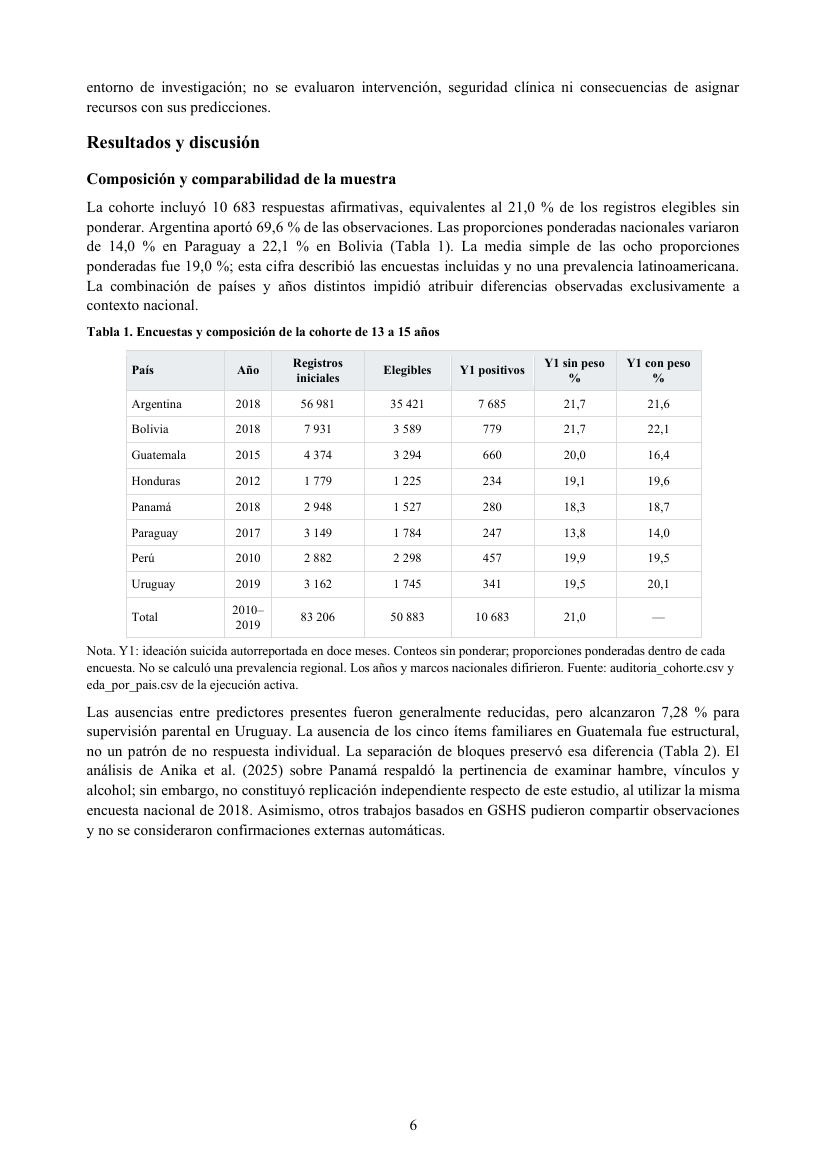 entorno de investigación; no se evaluaron intervención, seguridad clínica ni consecuencias de asignar
recursos con sus predicciones.
Resultados y discusión
Composición y comparabilidad de la muestra
La cohorte incluyó 10 683 respuestas afirmativas, equivalentes al 21,0 % de los registros elegibles sin
ponderar. Argentina aportó 69,6 % de las observaciones. Las proporciones ponderadas nacionales variaron
de 14,0 % en Paraguay a 22,1 % en Bolivia (Tabla 1). La media simple de las ocho proporciones
ponderadas fue 19,0 %; esta cifra describió las encuestas incluidas y no una prevalencia latinoamericana.
La combinación de países y años distintos impidió atribuir diferencias observadas exclusivamente a
contexto nacional.
Tabla 1. Encuestas y composición de la cohorte de 13 a 15 años
País Año Registros iniciales Elegibles Y1 positivos Y1 sin peso % Y1 con peso %
Argentina 2018 56 981 35 421 7 685 21,7 21,6
Bolivia 2018 7 931 3 589 779 21,7 22,1
Guatemala 2015 4 374 3 294 660 20,0 16,4
Honduras 2012 1 779 1 225 234 19,1 19,6
Panamá 2018 2 948 1 527 280 18,3 18,7
Paraguay 2017 3 149 1 784 247 13,8 14,0
Perú 2010 2 882 2 298 457 19,9 19,5
Uruguay 2019 3 162 1 745 341 19,5 20,1
Total 2010–2019 83 206 50 883 10 683 21,0 —
Nota. Y1: ideación suicida autorreportada en doce meses. Conteos sin ponderar; proporciones ponderadas dentro de cada
encuesta. No se calculó una prevalencia regional. Los años y marcos nacionales difirieron. Fuente: auditoria_cohorte.csv y
eda_por_pais.csv de la ejecución activa.
Las ausencias entre predictores presentes fueron generalmente reducidas, pero alcanzaron 7,28 % para
supervisión parental en Uruguay. La ausencia de los cinco ítems familiares en Guatemala fue estructural,
no un patrón de no respuesta individual. La separación de bloques preservó esa diferencia (Tabla 2). El
análisis de Anika et al. (2025) sobre Panamá respaldó la pertinencia de examinar hambre, vínculos y
alcohol; sin embargo, no constituyó replicación independiente respecto de este estudio, al utilizar la misma
encuesta nacional de 2018. Asimismo, otros trabajos basados en GSHS pudieron compartir observaciones
y no se consideraron confirmaciones externas automáticas.
6